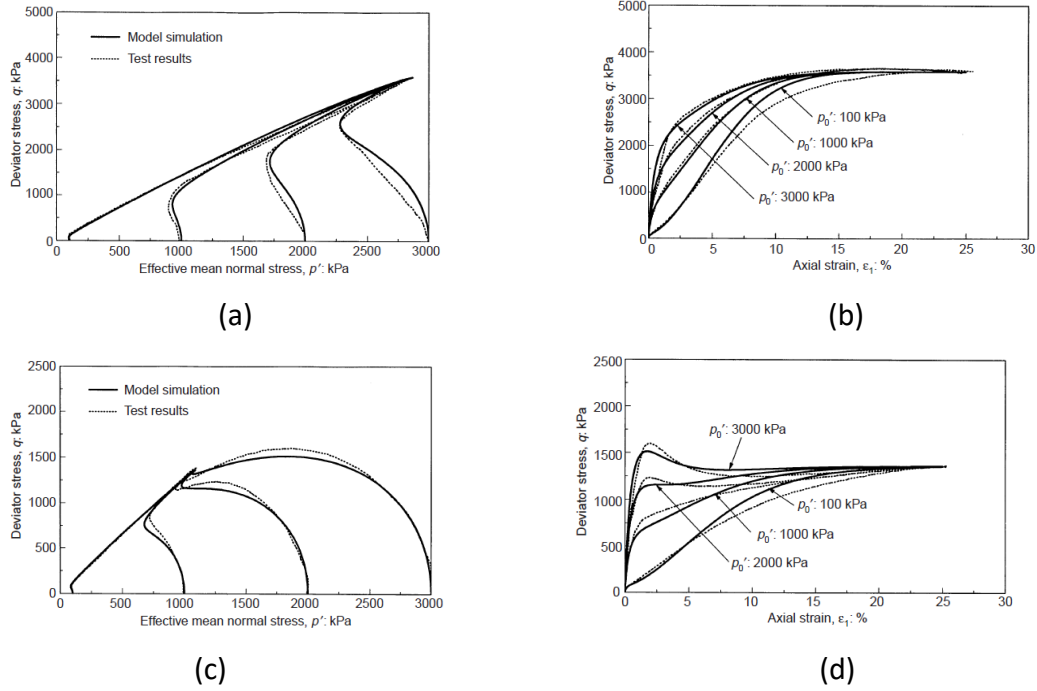 5000
4000
3000
2000
1000
0
Deviator stress, q: kPa
Model simulation
Test results
0 500 1000 1500 2000 2500 3000
Effective mean normal stress, p′: kPa
(a)
5000
4000
3000
2000
1000
0
Deviator stress, q: kPa
p₀′: 100 kPa
p₀′: 1000 kPa
p₀′: 2000 kPa
p₀′: 3000 kPa
0 5 10 15 20 25 30
Axial strain, ε₁: %
(b)
2500
2000
1500
1000
500
0
Deviator stress, q: kPa
Model simulation
Test results
0 500 1000 1500 2000 2500 3000
Effective mean normal stress, p′: kPa
(c)
2500
2000
1500
1000
500
0
Deviator stress, q: kPa
p₀′: 3000 kPa
p₀′: 100 kPa
p₀′: 1000 kPa
p₀′: 2000 kPa
0 5 10 15 20 25 30
Axial strain, ε₁: %
(d)